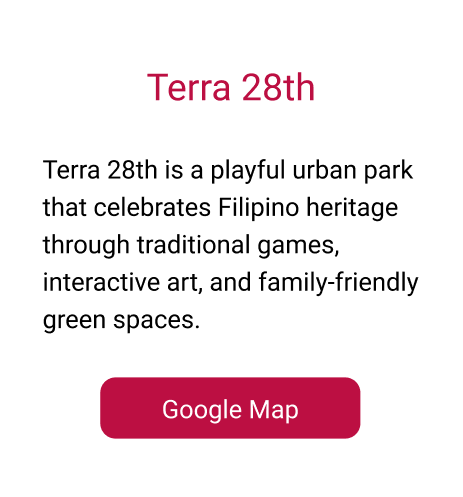 Terra 28th
Terra 28th is a playful urban park
that celebrates Filipino heritage
through traditional games,
interactive art, and family-friendly
green spaces.
Google Map